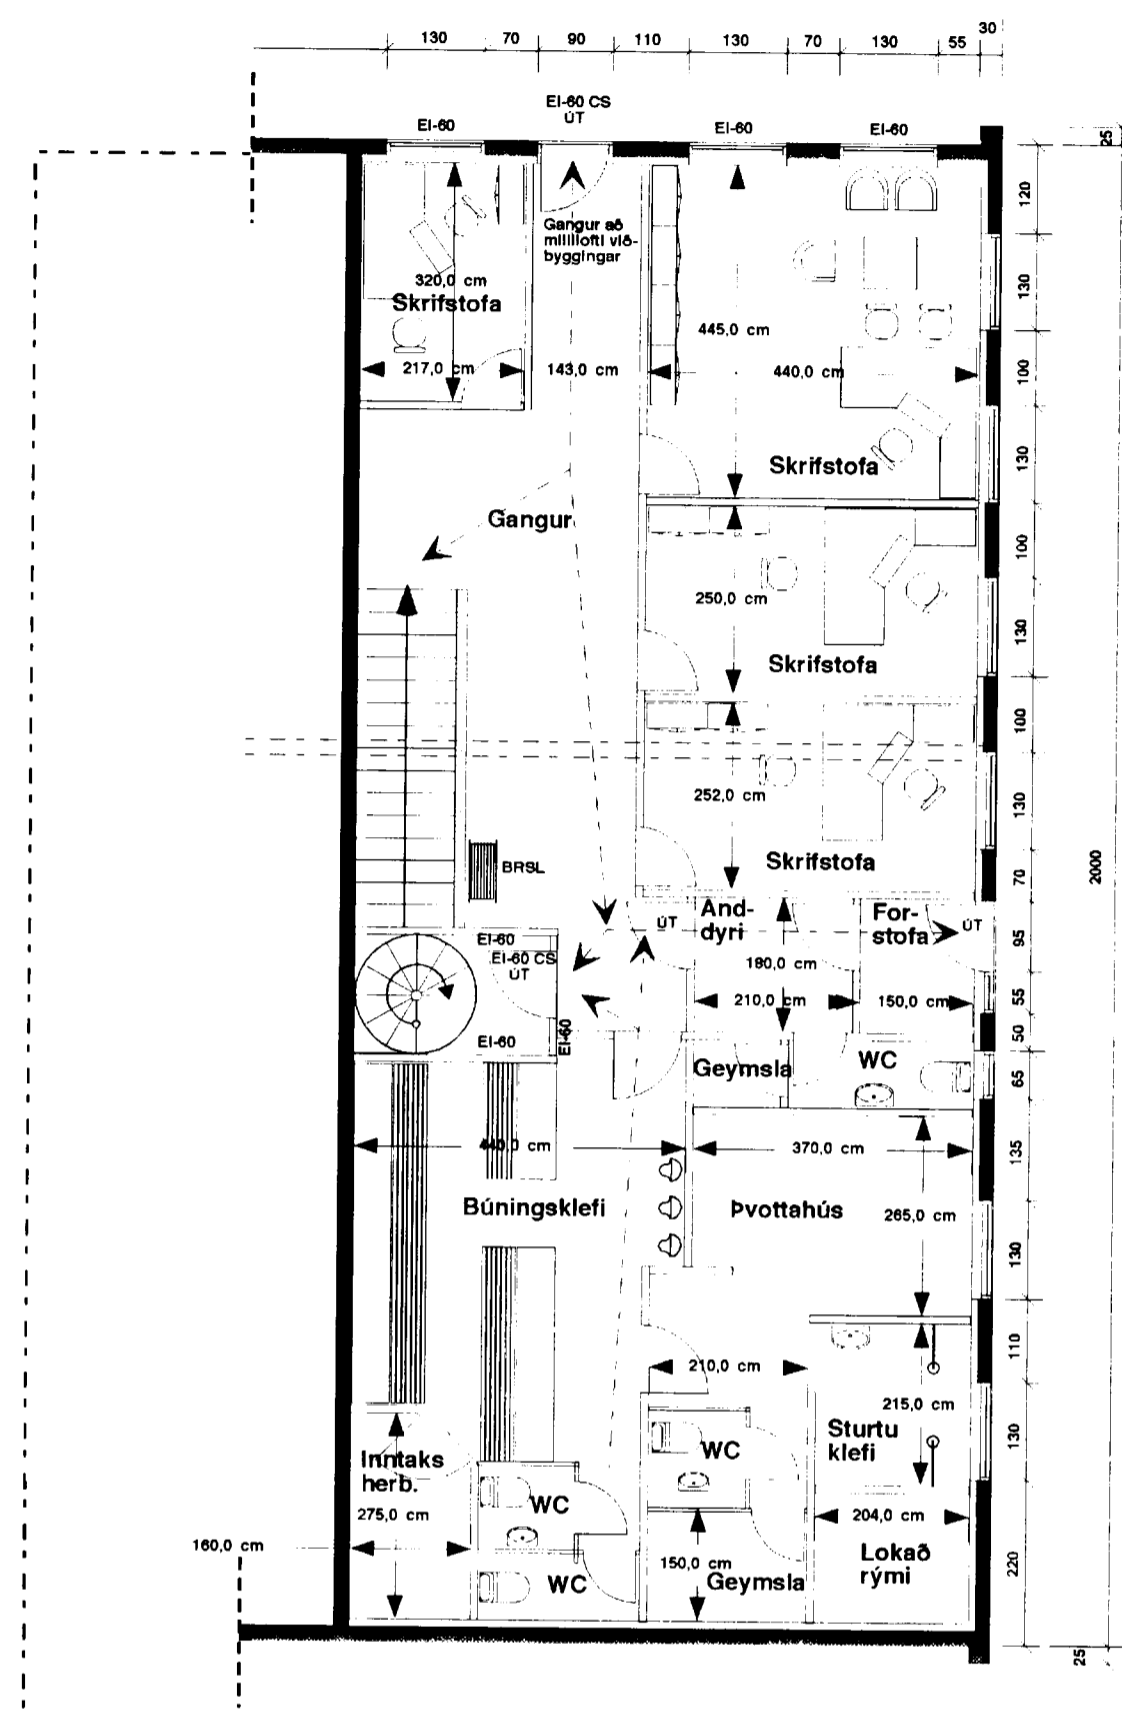 30
130 70 90 110 130 70 130 55
EI-60 CS
ÚT
EI-60
EI-60
EI-60
25
120
Gangur að
millilofti við-
byggingar
320,0 cm
Skrifstofa
130
445,0 cm
217,0 cm
143,0 cm
440,0 cm
100
Skrifstofa
130
Gangur
100
250,0 cm
130
Skrifstofa
100
252,0 cm
130
Skrifstofa
BRSL
70
2000
And-
dyri
For-
stofa
ÚT
ÚT
95
EI-60
EI-60 CS
ÚT
180,0 cm
210,0 cm
150,0 cm
55
EI-60
EI-60
50
Geymsla
WC
65
440,0 cm
370,0 cm
135
Búningsklefi
Þvottahús
265,0 cm
130
110
210,0 cm
215,0 cm
Sturtu
klefi
130
WC
Inntaks
herb.
275,0 cm
WC
204,0 cm
160,0 cm
150,0 cm
Lokað
rými
220
WC
Geymsla
25